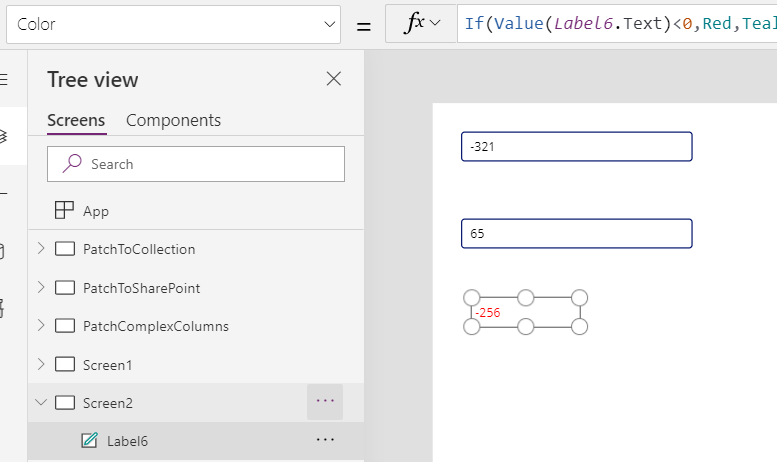 Color
=
fx
If(Value(Label6.Text)<0,Red,Teal
Tree view
Screens
Components
Search
App
PatchToCollection
PatchToSharePoint
PatchComplexColumns
Screen1
Screen2
Label6
-321
65
-256